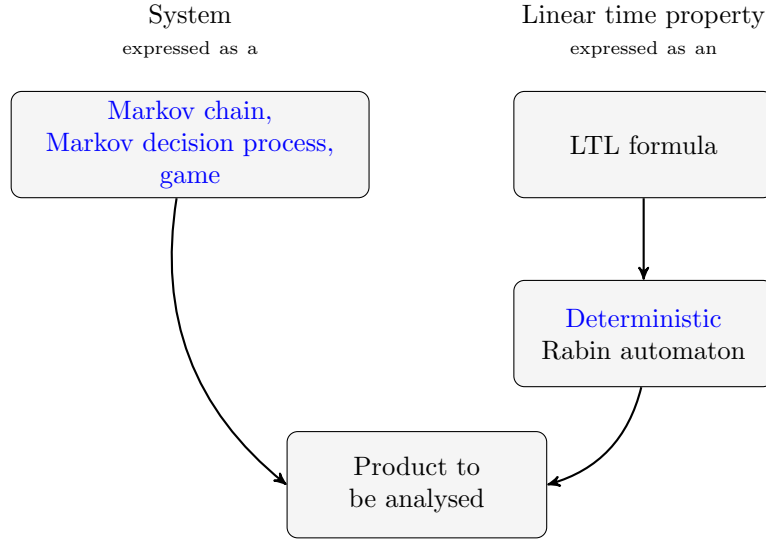 System
expressed as a
Linear time property
expressed as an
Markov chain,
Markov decision process,
game
LTL formula
Deterministic
Rabin automaton
Product to
be analysed